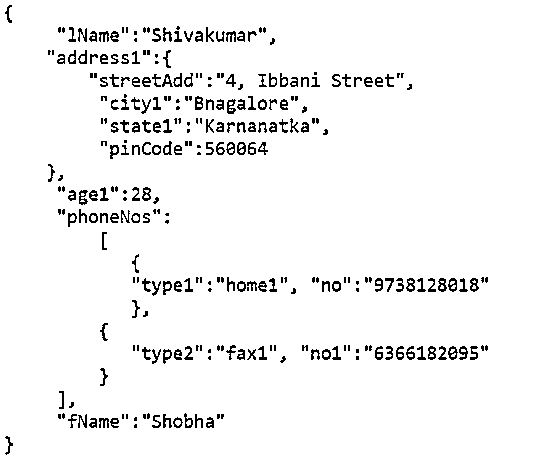 {
"lName":"Shivakumar",
"address1":{
"streetAdd":"4, Ibbani Street",
"city1":"Bnagalore",
"state1":"Karnanatka",
"pinCode":560064
},
"age1":28,
"phoneNos":
[
{
"type1":"home1", "no":"9738128018"
},
{
"type2":"fax1", "no1":"6366182095"
}
],
"fName":"Shobha"
}